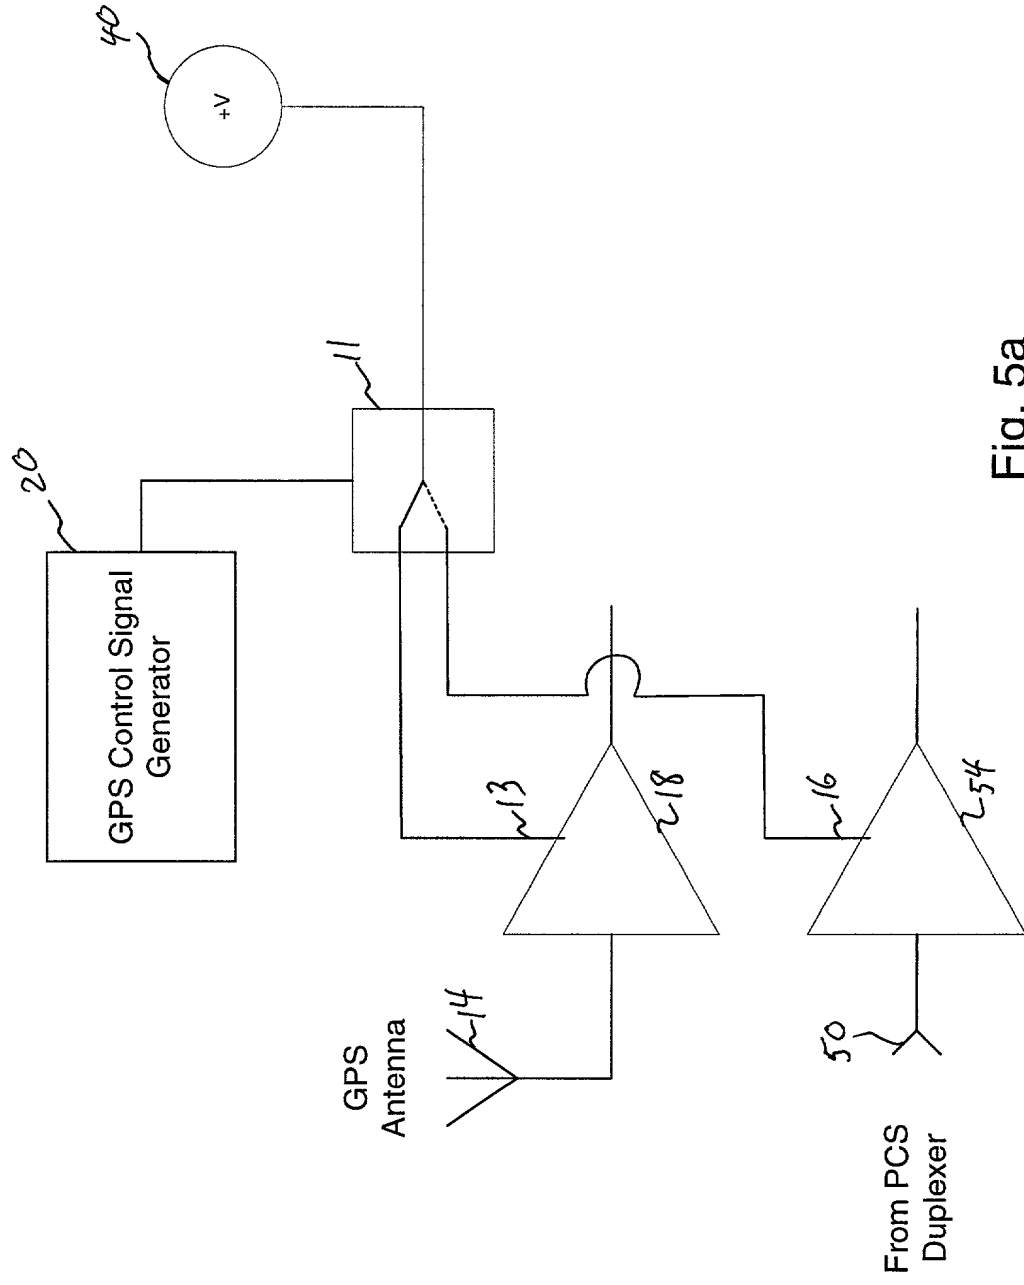 GPS Control Signal
Generator
20
11
40
+V
GPS
Antenna
14
13
18
From PCS
Duplexer
50
16
54
Fig. 5a